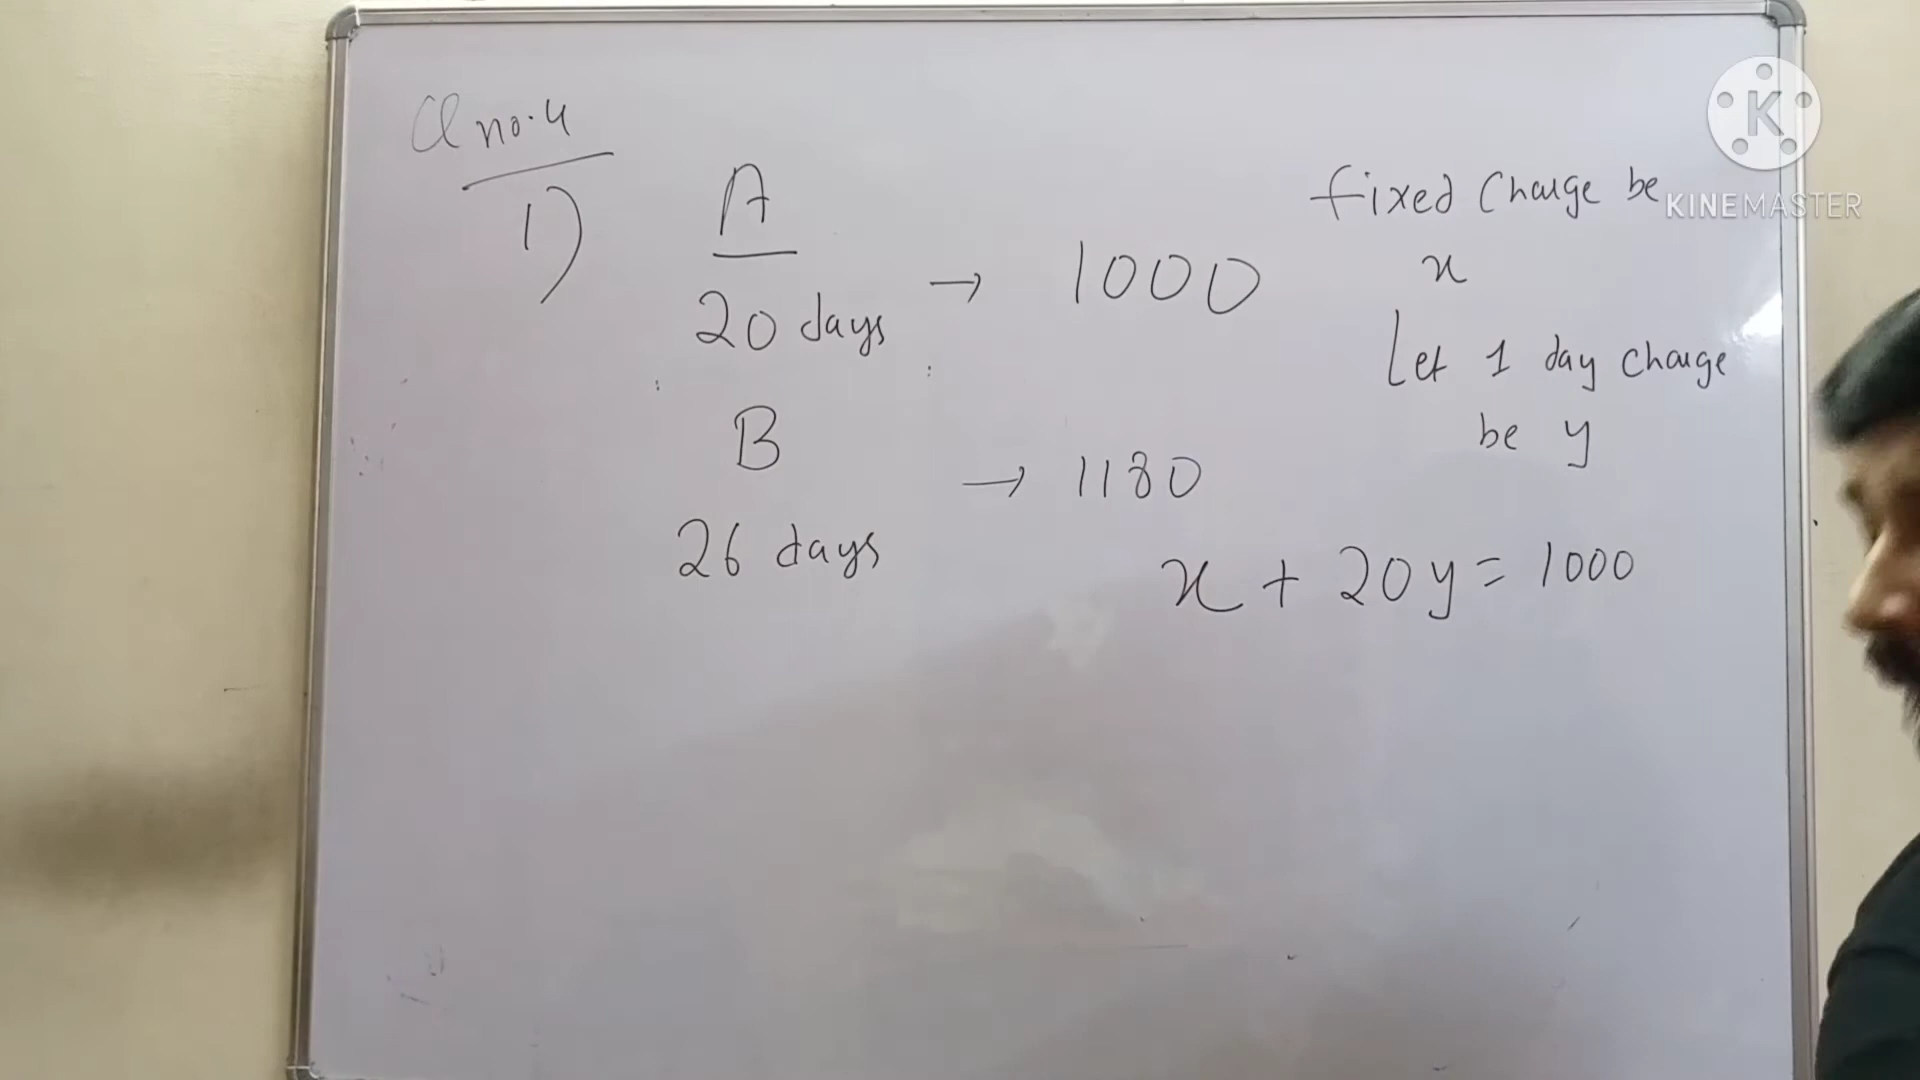 Q no. 4
1) A
20 days → 1000
B
26 days → 1180
fixed charge be
x
Let 1 day charge
be y
x + 20y = 1000
K
KINEMASTER